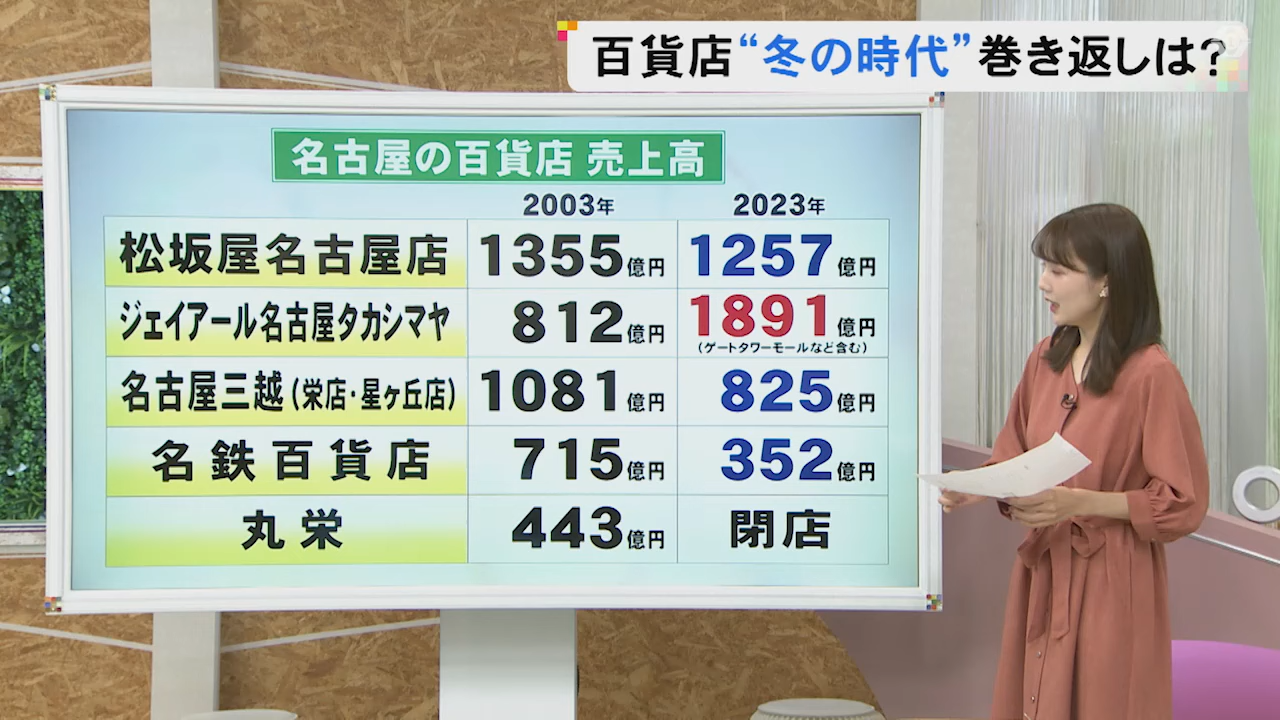 百貨店“冬の時代”巻き返しは?
名古屋の百貨店 売上高
2003年 2023年
松坂屋名古屋店 1355億円 1257億円
ジェイアール名古屋タカシマヤ 812億円 1891億円
(ゲートタワーモールなど含む)
名古屋三越(栄店・星ヶ丘店) 1081億円 825億円
名鉄百貨店 715億円 352億円
丸栄 443億円 閉店